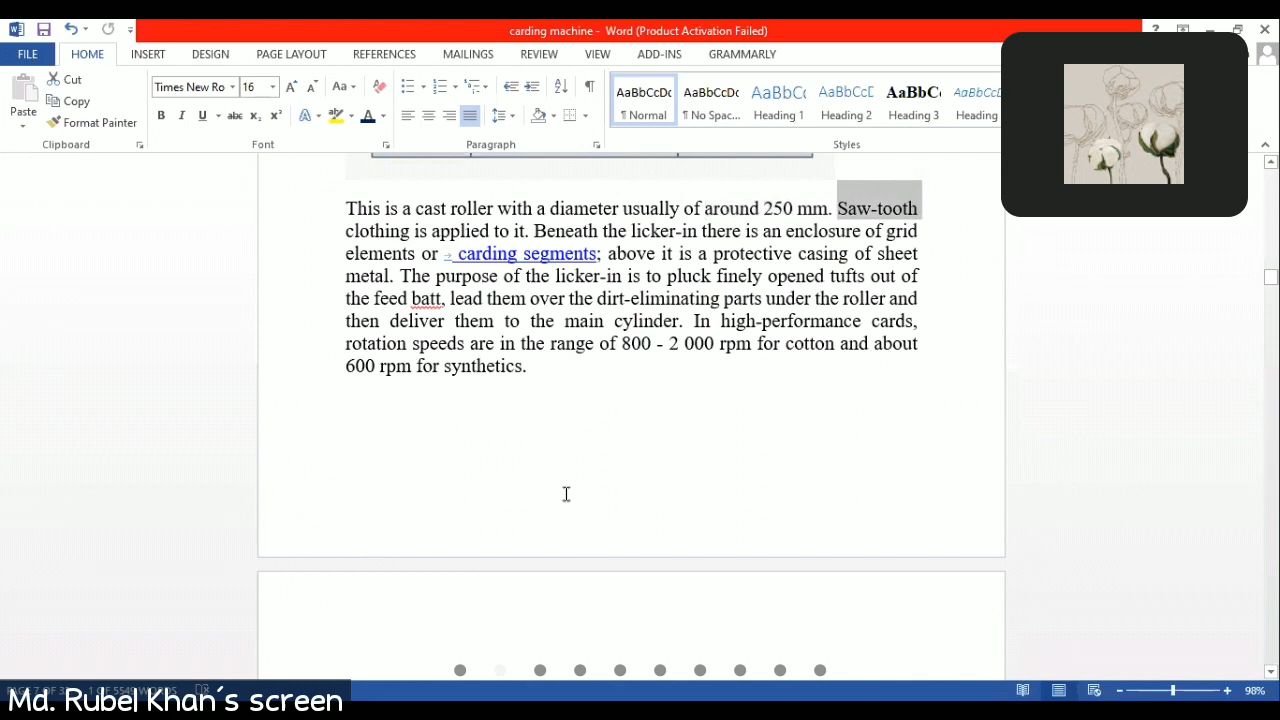 carding machine - Word (Product Activation Failed)
FILE HOME INSERT DESIGN PAGE LAYOUT REFERENCES MAILINGS REVIEW VIEW ADD-INS GRAMMARLY
Paste
Cut
Copy
Format Painter
Times New Ro 16
AaBbCcDc AaBbCcDc AaBbCc AaBbCcD AaBbC AaBbCcD
¶ Normal ¶ No Spac... Heading 1 Heading 2 Heading 3 Heading
Clipboard Font Paragraph Styles
This is a cast roller with a diameter usually of around 250 mm. Saw-tooth
clothing is applied to it. Beneath the licker-in there is an enclosure of grid
elements or carding segments; above it is a protective casing of sheet
metal. The purpose of the licker-in is to pluck finely opened tufts out of
the feed batt, lead them over the dirt-eliminating parts under the roller and
then deliver them to the main cylinder. In high-performance cards,
rotation speeds are in the range of 800 - 2 000 rpm for cotton and about
600 rpm for synthetics.
98%
Md. Rubel Khan's screen